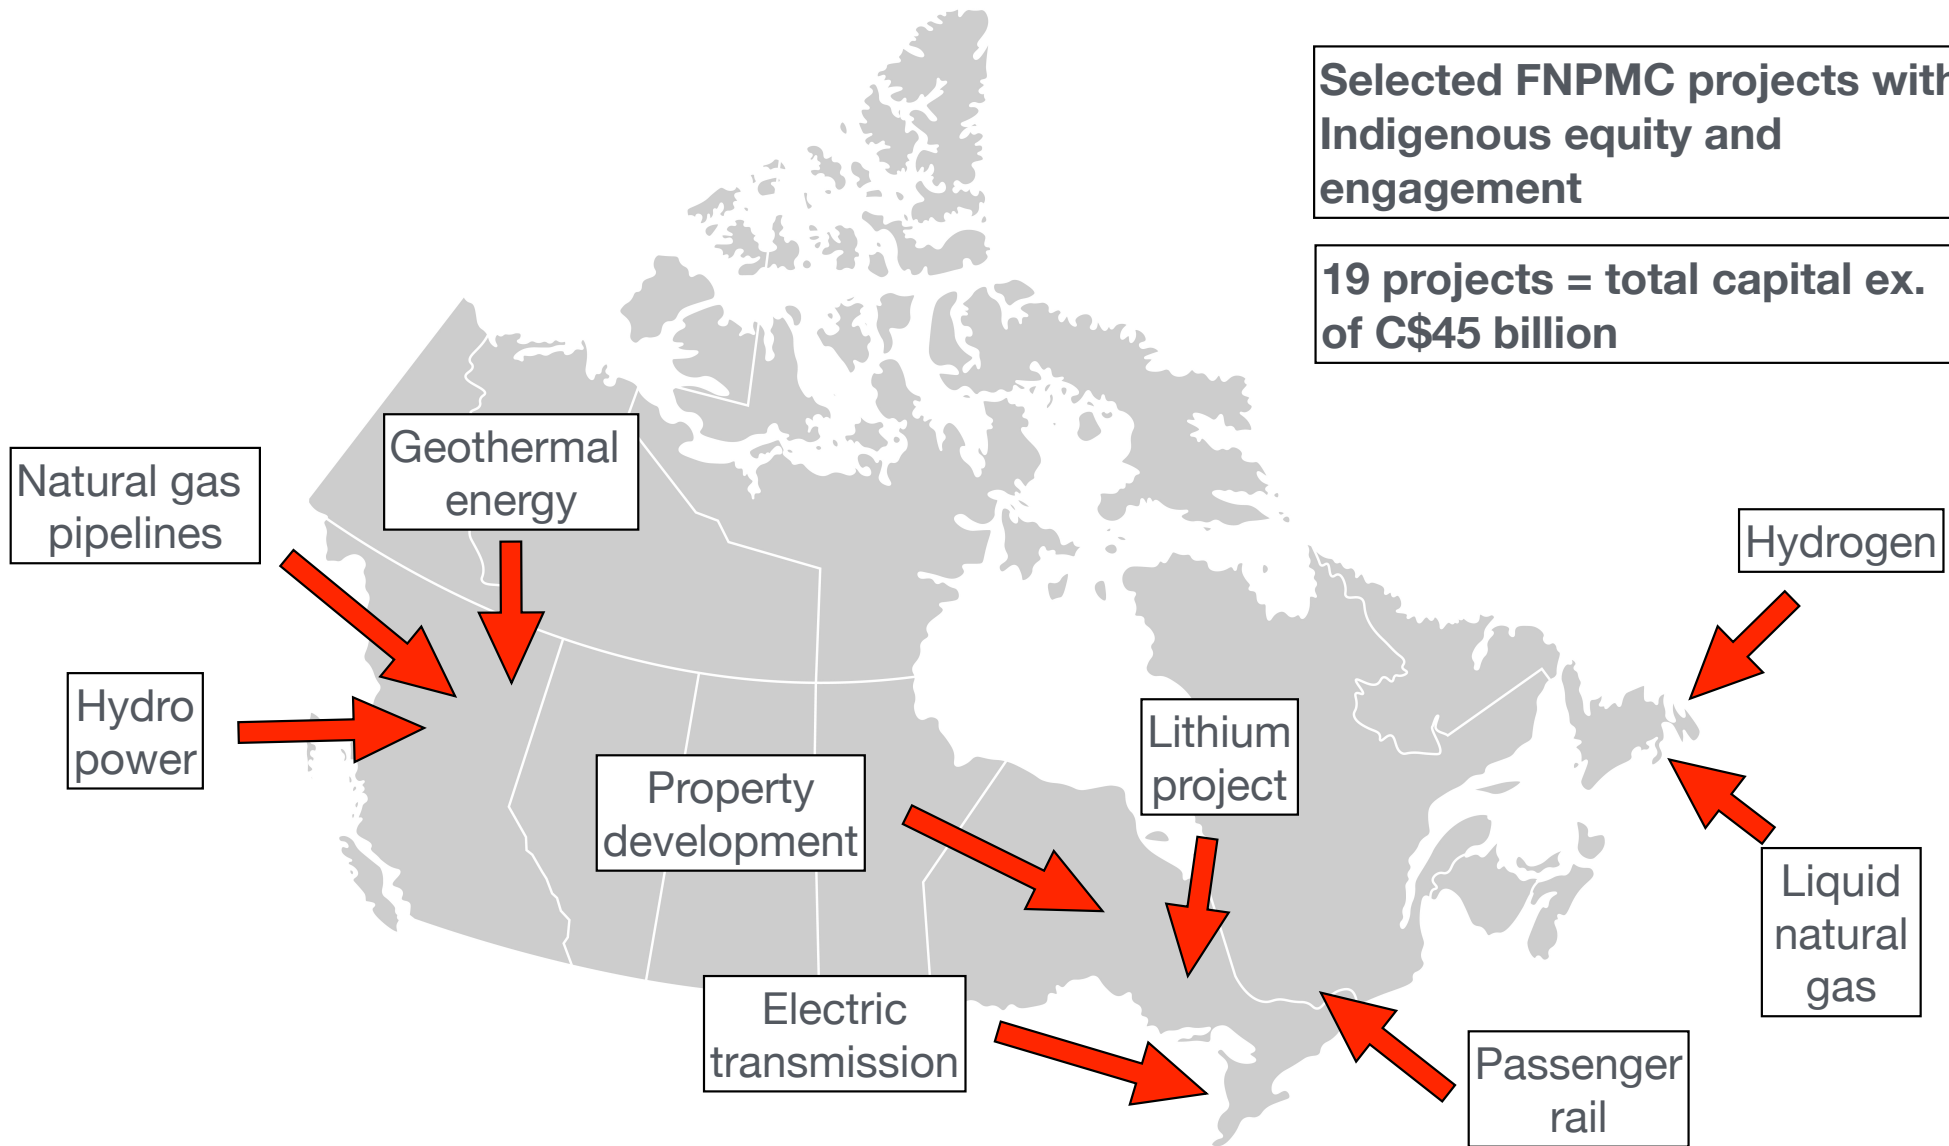 Selected FNPMC projects with
Indigenous equity and
engagement
19 projects = total capital ex.
of C$45 billion
Geothermal
energy
Natural gas
pipelines
Hydrogen
Hydro
power
Lithium
project
Property
development
Liquid
natural
gas
Electric
transmission
Passenger
rail